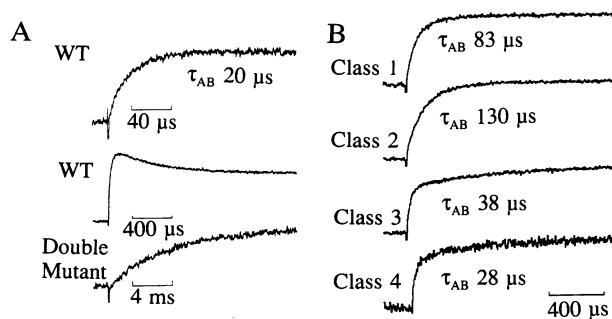 A
WT
τAB 20 μs
40 μs
WT
400 μs
Double
Mutant
4 ms
B
Class 1
τAB 83 μs
Class 2
τAB 130 μs
Class 3
τAB 38 μs
Class 4
τAB 28 μs
400 μs